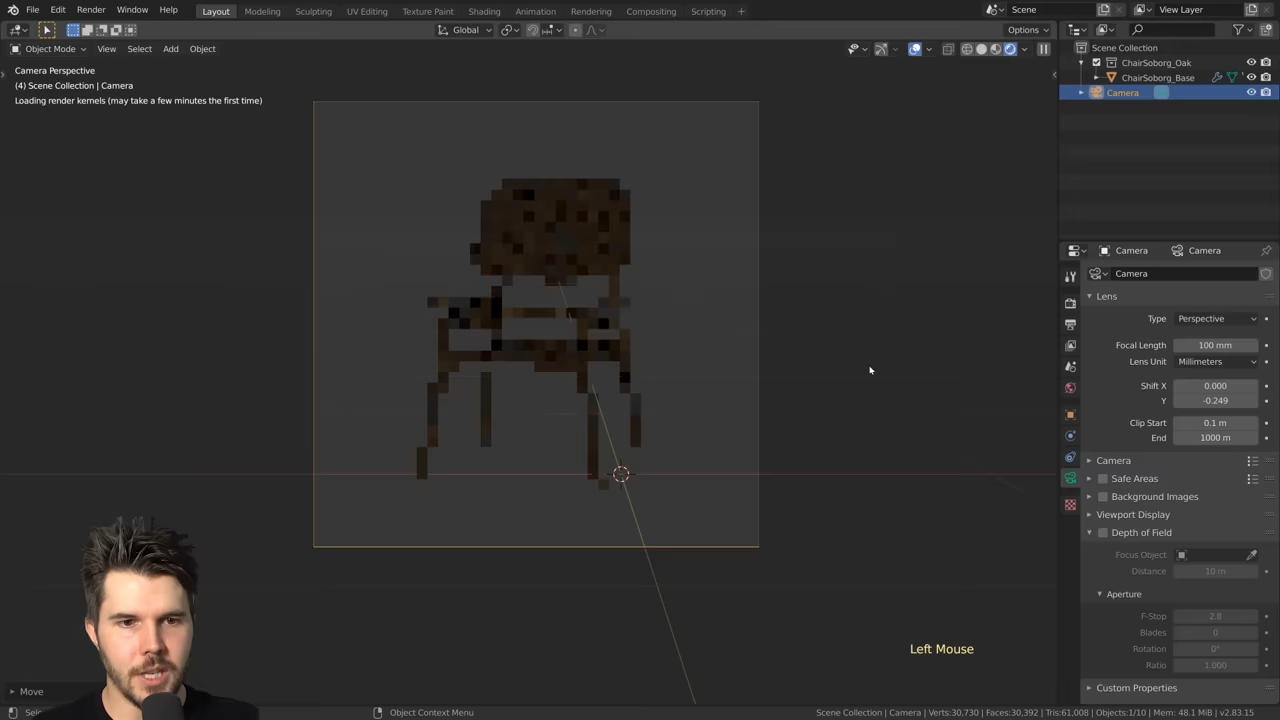 File Edit Render Window Help Layout Modeling Sculpting UV Editing Texture Paint Shading Animation Rendering Compositing Scripting + Scene View Layer
Global Options
Object Mode View Select Add Object
Scene Collection
ChairSoborg_Oak
ChairSoborg_Base
Camera
Camera Perspective
(4) Scene Collection | Camera
Loading render kernels (may take a few minutes the first time)
Camera Camera
Camera
Lens
Type Perspective
Focal Length 100 mm
Lens Unit Millimeters
Shift X 0.000
Y -0.249
Clip Start 0.1 m
End 1000 m
Camera
Safe Areas
Background Images
Viewport Display
Depth of Field
Focus Object
Distance 10 m
Aperture
F-Stop 2.8
Blades 0
Rotation 0°
Ratio 1.000
Custom Properties
Left Mouse
Move
Object Context Menu
Scene Collection | Camera | Verts:30,730 | Faces:30,392 | Tris:61,008 | Objects:1/10 | Mem: 48.1 MiB | v2.83.15